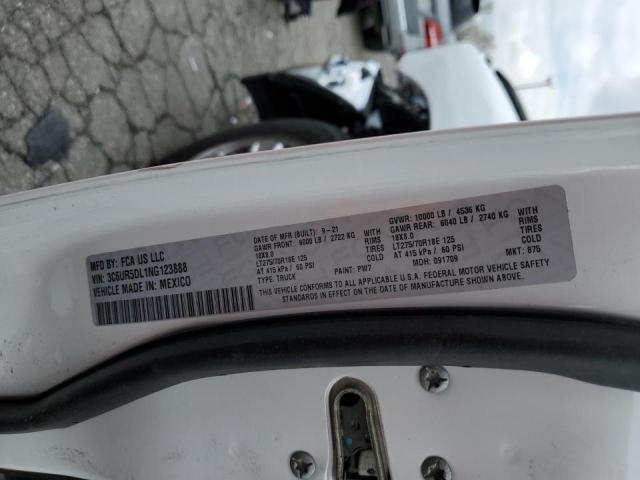 MFD BY: FCA US LLC
VIN: 3C6UR5DL1NG123888
VEHICLE MADE IN: MEXICO
DATE OF MFR (BUILT): 9-21
GAWR FRONT: 6000 LB / 2722 KG
18X8.0 RIMS
LT275/70R18E 125 TIRES
AT 415 kPa / 60 PSI COLD
TYPE: TRUCK PAINT: PW7
GVWR: 10000 LB / 4536 KG
GAWR REAR: 6040 LB / 2740 KG
18X8.0 RIMS
LT275/70R18E 125 TIRES
AT 415 kPa / 60 PSI COLD
MDH: 091709 MKT: 875
THIS VEHICLE CONFORMS TO ALL APPLICABLE U.S.A. FEDERAL MOTOR VEHICLE
SAFETY STANDARDS IN EFFECT ON THE DATE OF MANUFACTURE SHOWN ABOVE